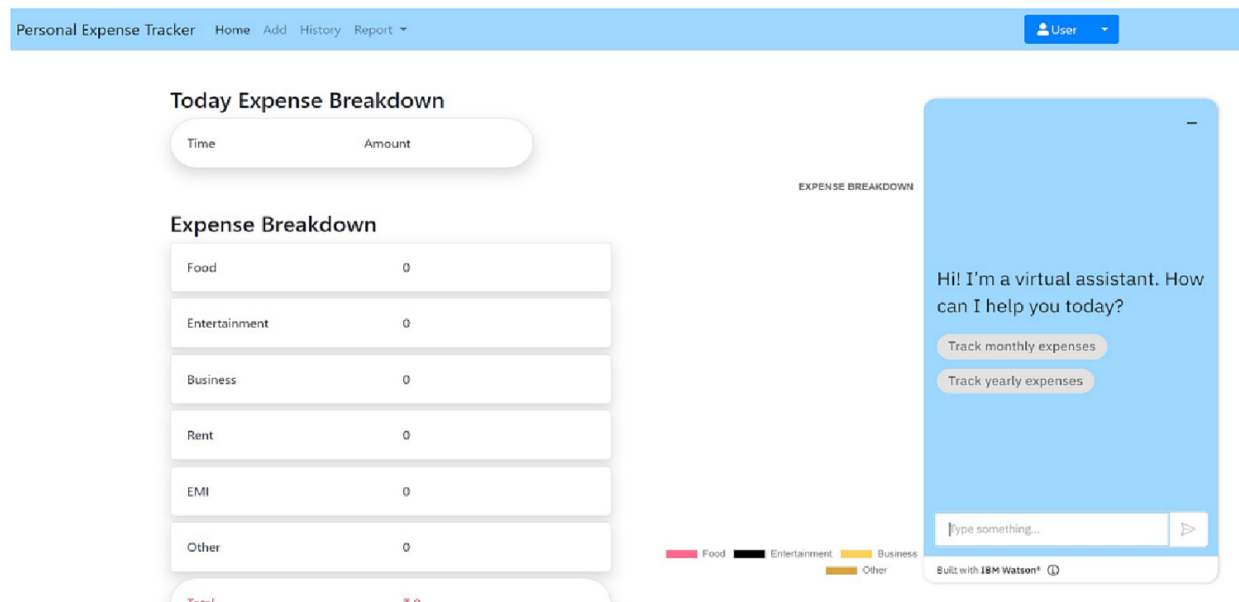 Personal Expense Tracker Home Add History Report User
Today Expense Breakdown
Time Amount
EXPENSE BREAKDOWN
Expense Breakdown
Food 0
Entertainment 0
Business 0
Rent 0
EMI 0
Other 0
Total ₹ 0
Food Entertainment Business
Other
Hi! I'm a virtual assistant. How
can I help you today?
Track monthly expenses
Track yearly expenses
Type something...
Built with IBM Watson®